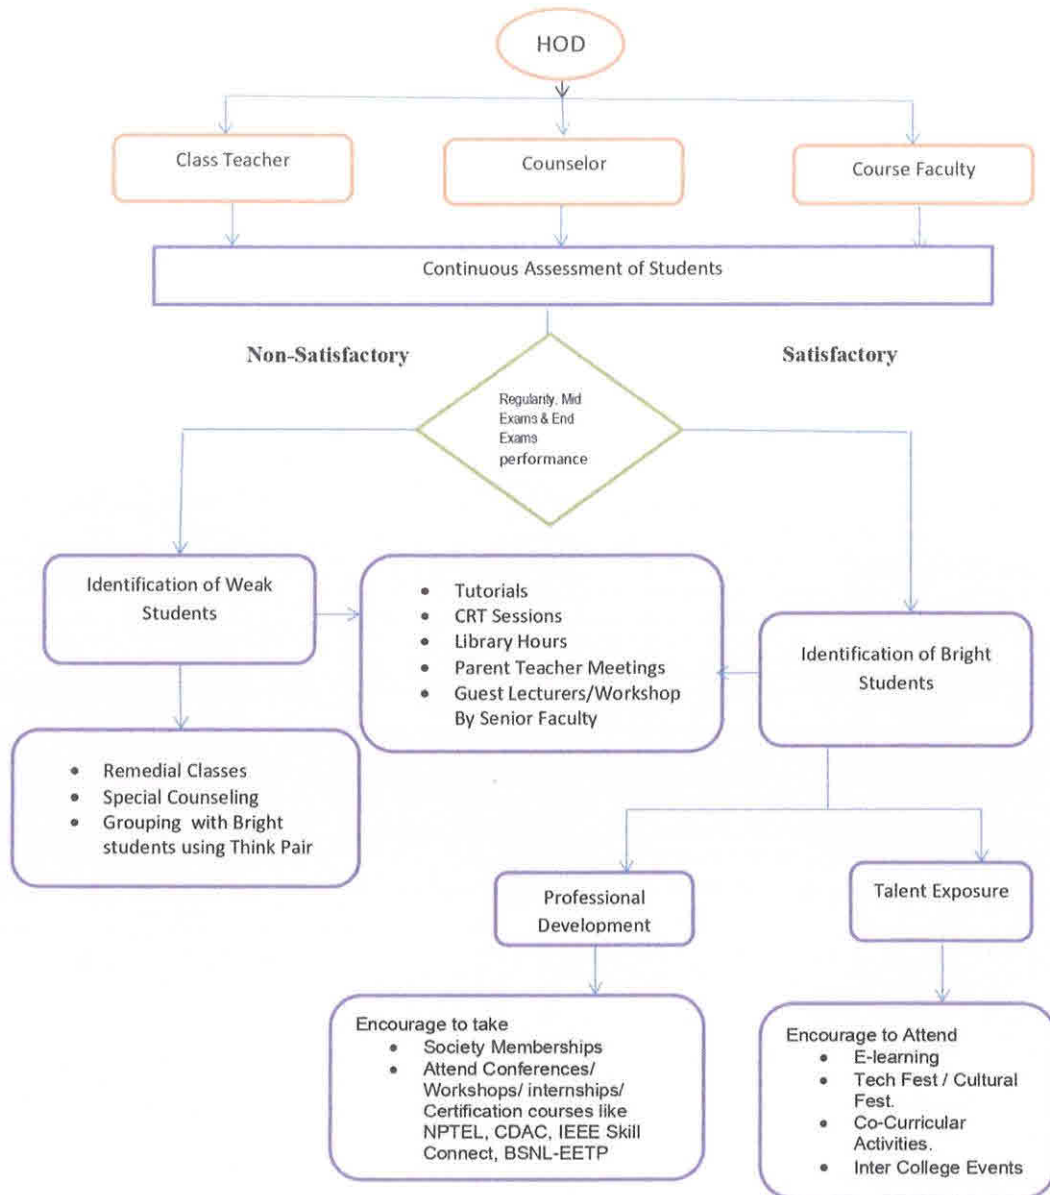 HOD
Class Teacher
Counselor
Course Faculty
Continuous Assessment of Students
Non-Satisfactory
Satisfactory
Regularity, Mid
Exams & End
Exams
performance
Identification of Weak
Students
• Tutorials
• CRT Sessions
• Library Hours
• Parent Teacher Meetings
• Guest Lecturers/Workshop
By Senior Faculty
Identification of Bright
Students
• Remedial Classes
• Special Counseling
• Grouping with Bright
students using Think Pair
Professional
Development
Talent Exposure
Encourage to take
• Society Memberships
• Attend Conferences/
Workshops/ internships/
Certification courses like
NPTEL, CDAC, IEEE Skill
Connect, BSNL-EETP
Encourage to Attend
• E-learning
• Tech Fest / Cultural
Fest.
• Co-Curricular
Activities.
• Inter College Events